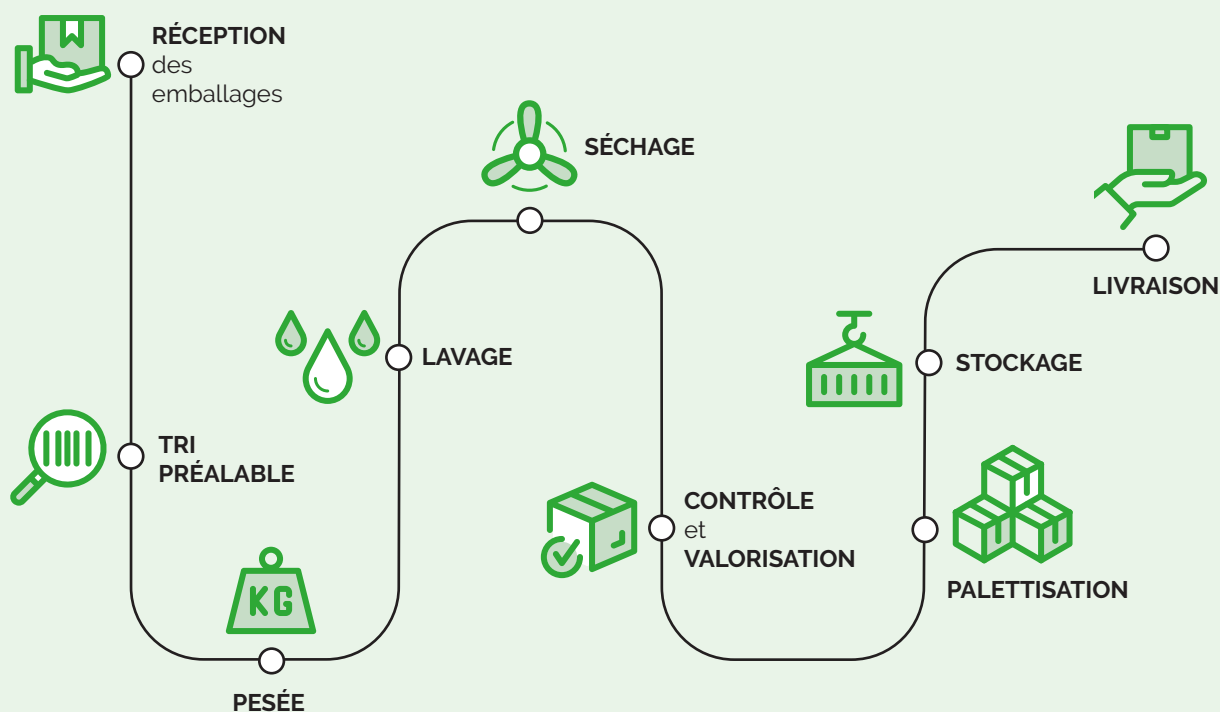 RÉCEPTION
des
emballages
TRI
PRÉALABLE
KG
PESÉE
LAVAGE
SÉCHAGE
CONTRÔLE
et
VALORISATION
PALETTISATION
STOCKAGE
LIVRAISON